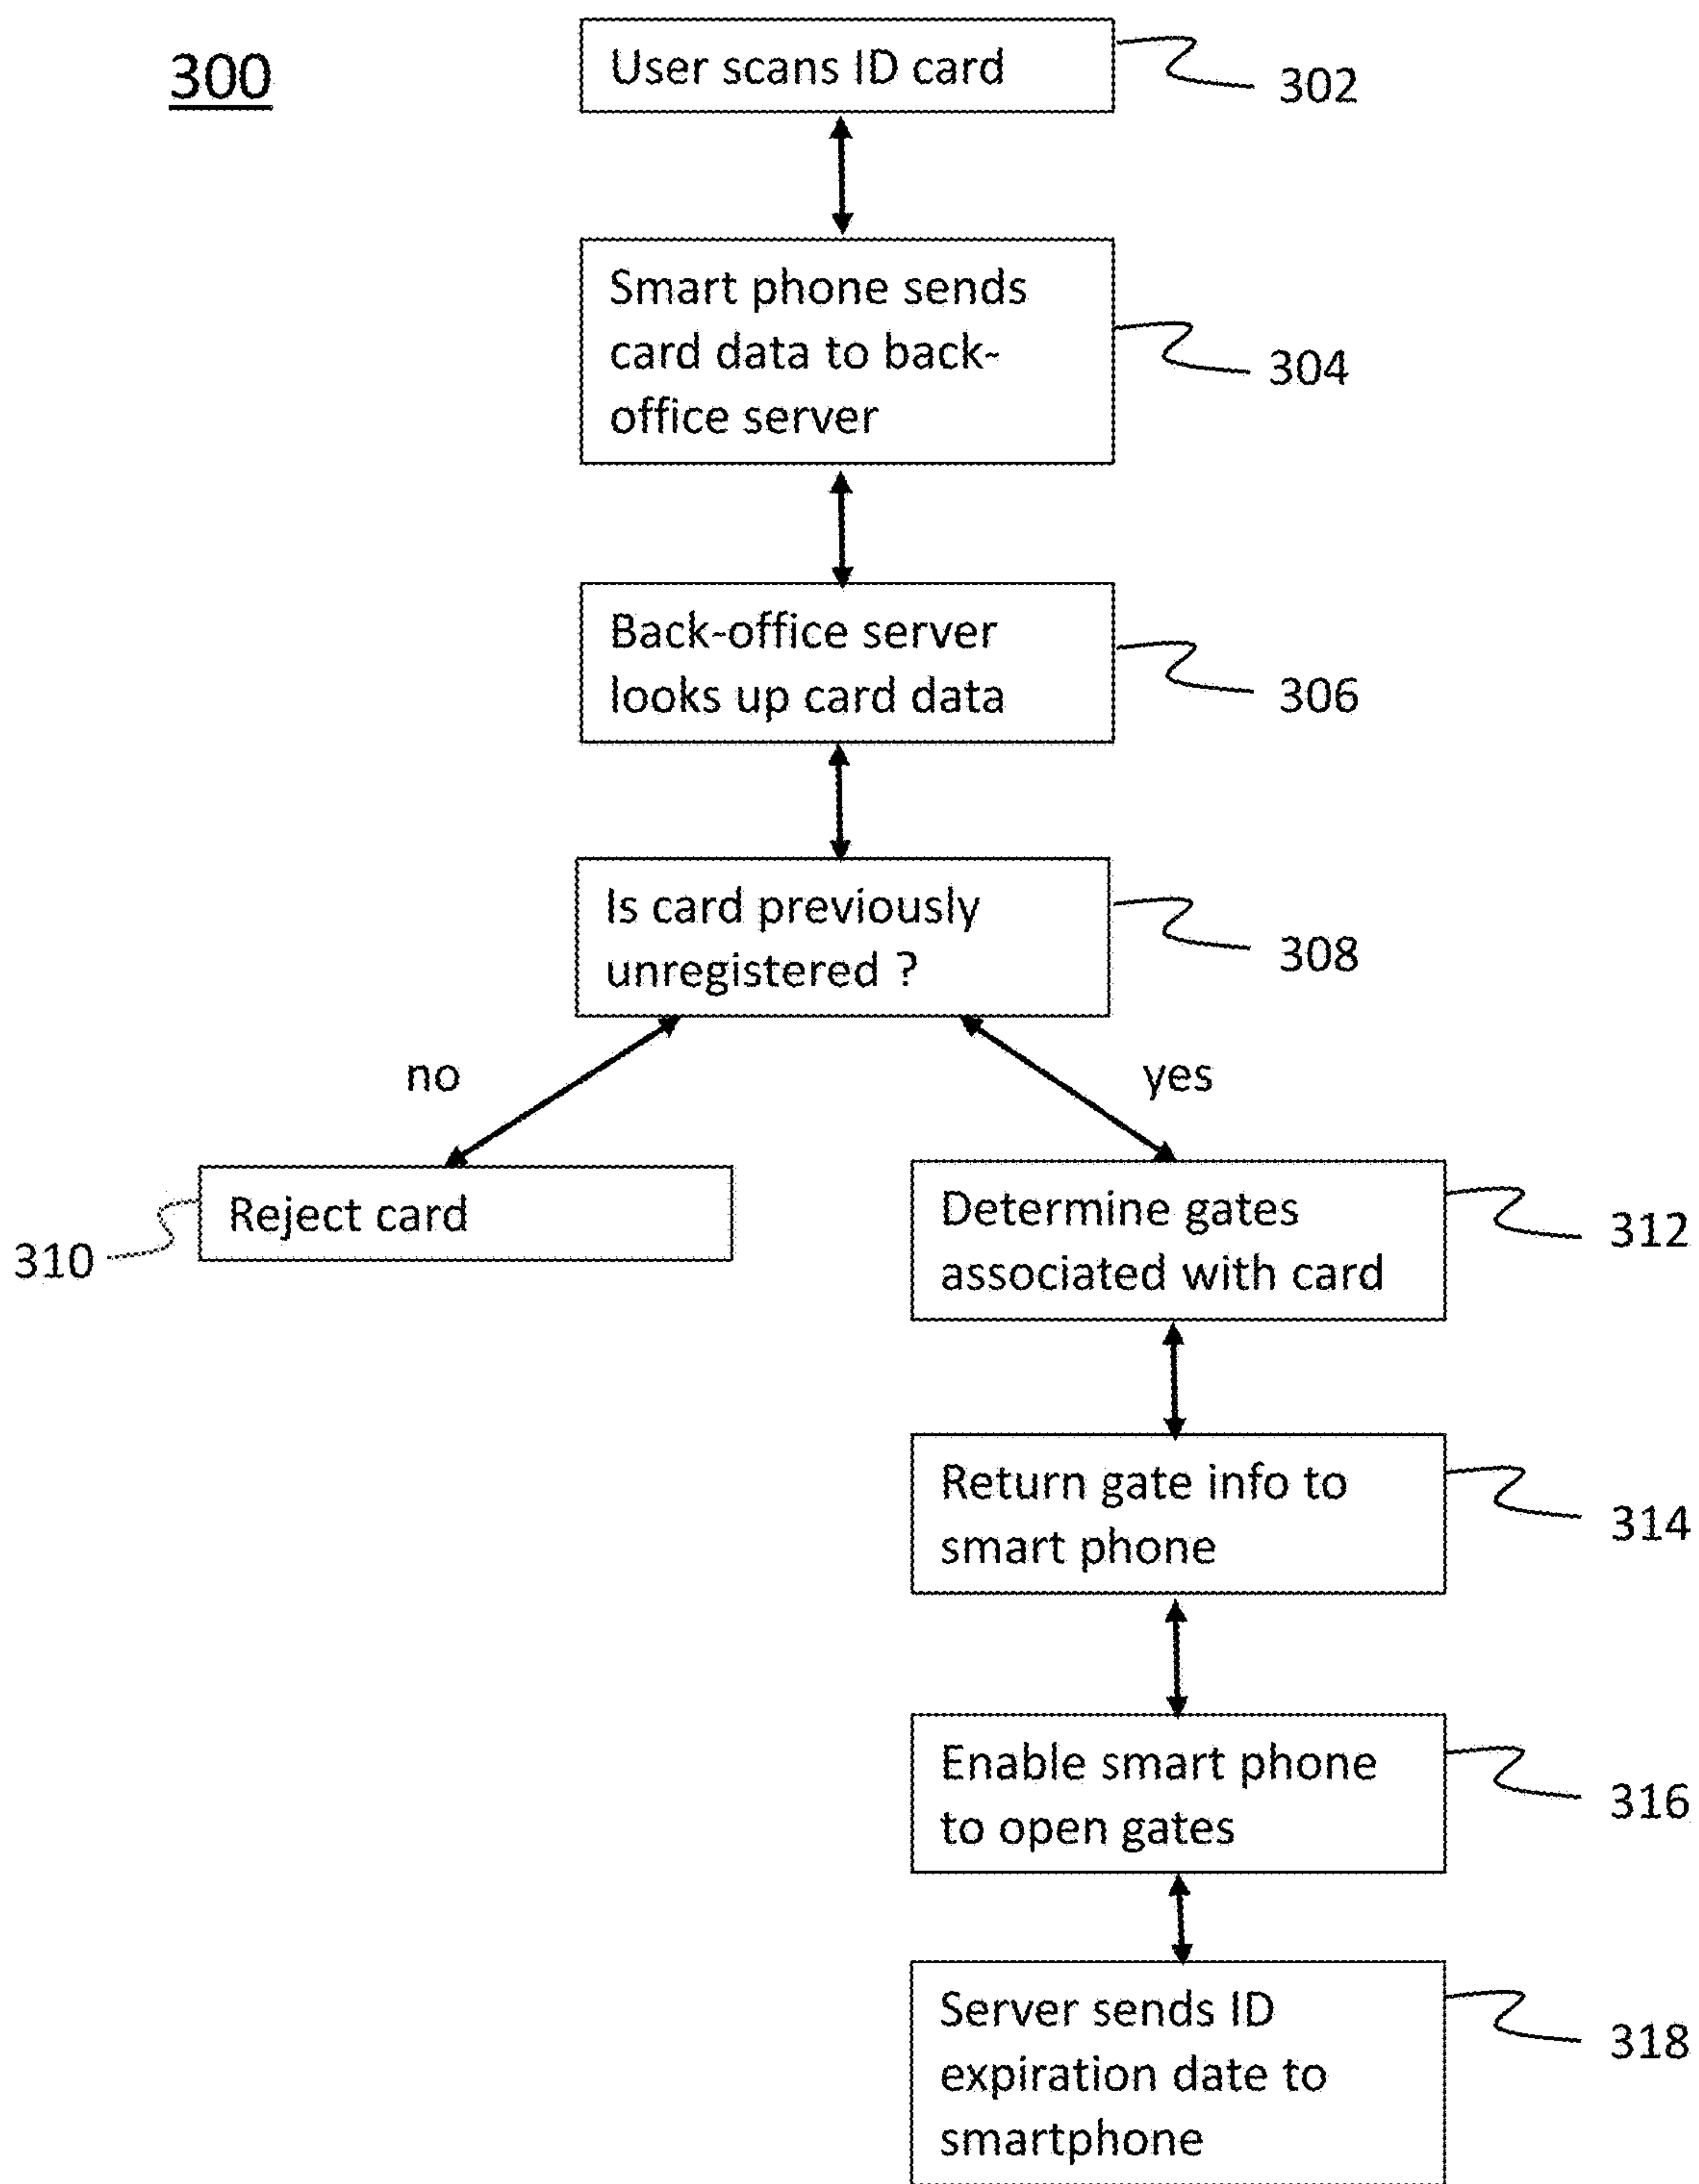 300
User scans ID card
302
Smart phone sends
card data to back-
office server
304
Back-office server
looks up card data
306
Is card previously
unregistered ?
308
no
yes
Reject card
310
Determine gates
associated with card
312
Return gate info to
smart phone
314
Enable smart phone
to open gates
316
Server sends ID
expiration date to
smartphone
318